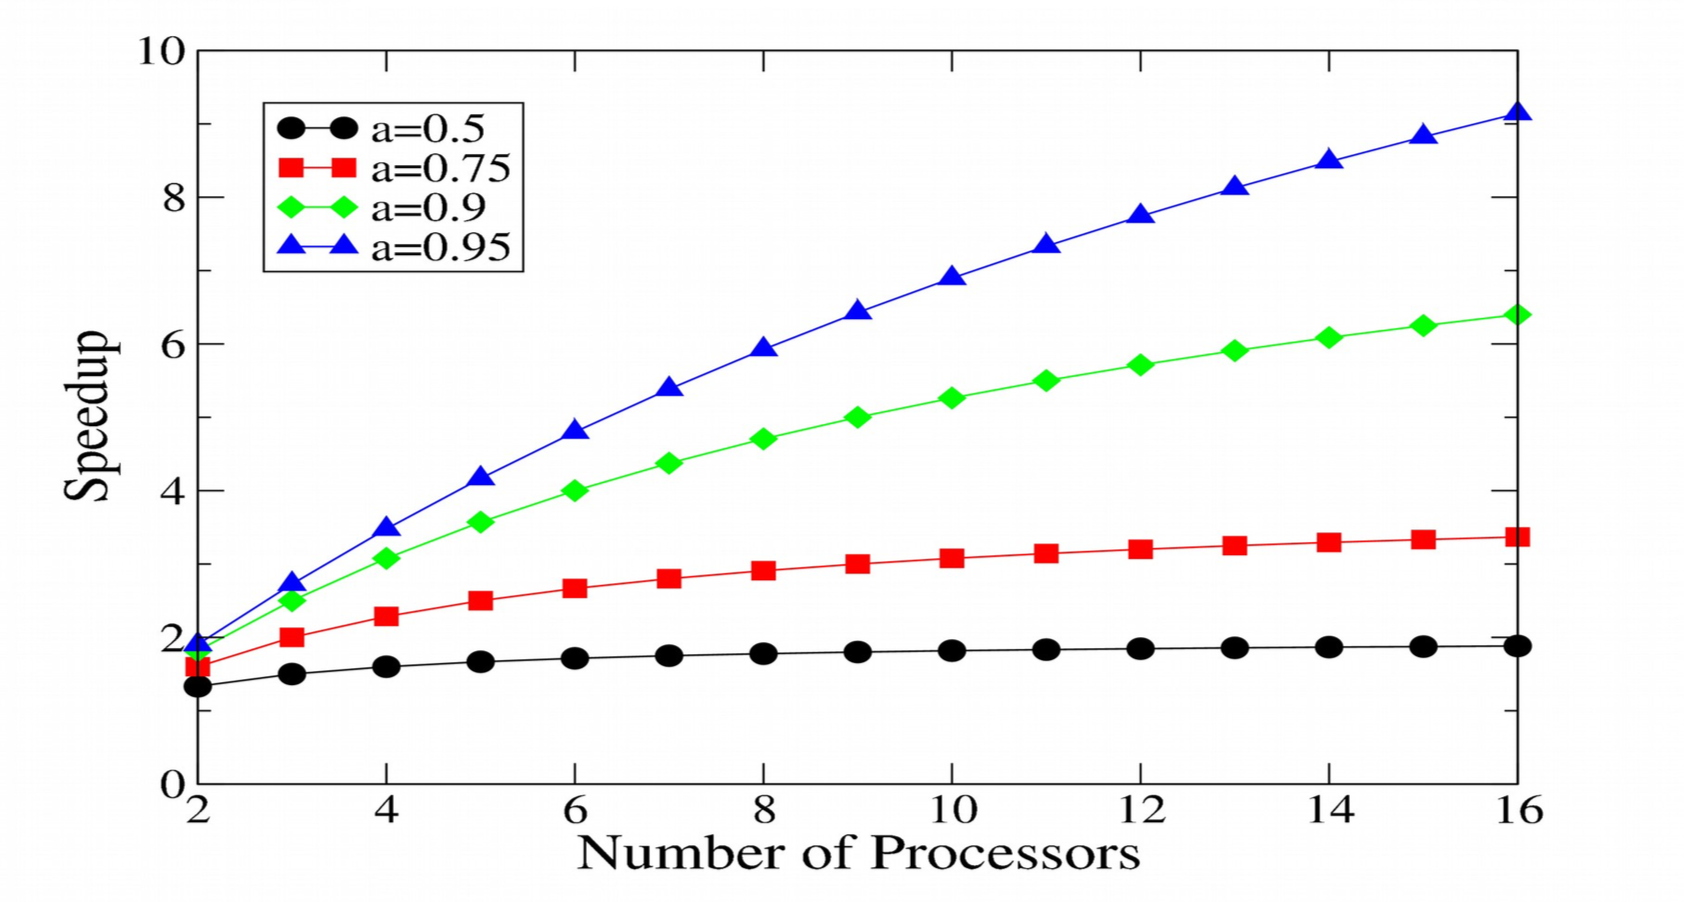 10
a=0.5
a=0.75
8
a=0.9
a=0.95
6
Speedup
4
2
0
2 4 6 8 10 12 14 16
Number of Processors